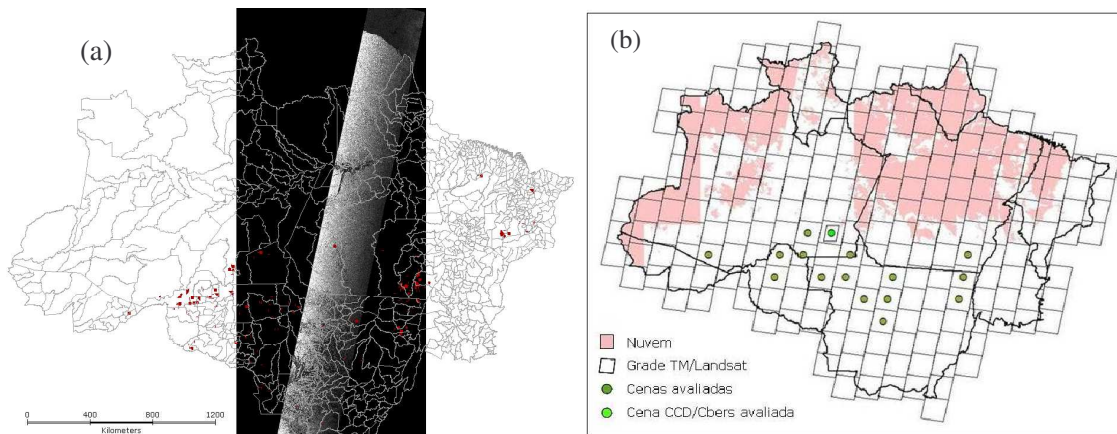 (a)
0 400 800 1200
Kilometers
(b)
Nuvem
Grade TM/Landsat
Cenas avaliadas
Cena CCD/Cbers avaliada